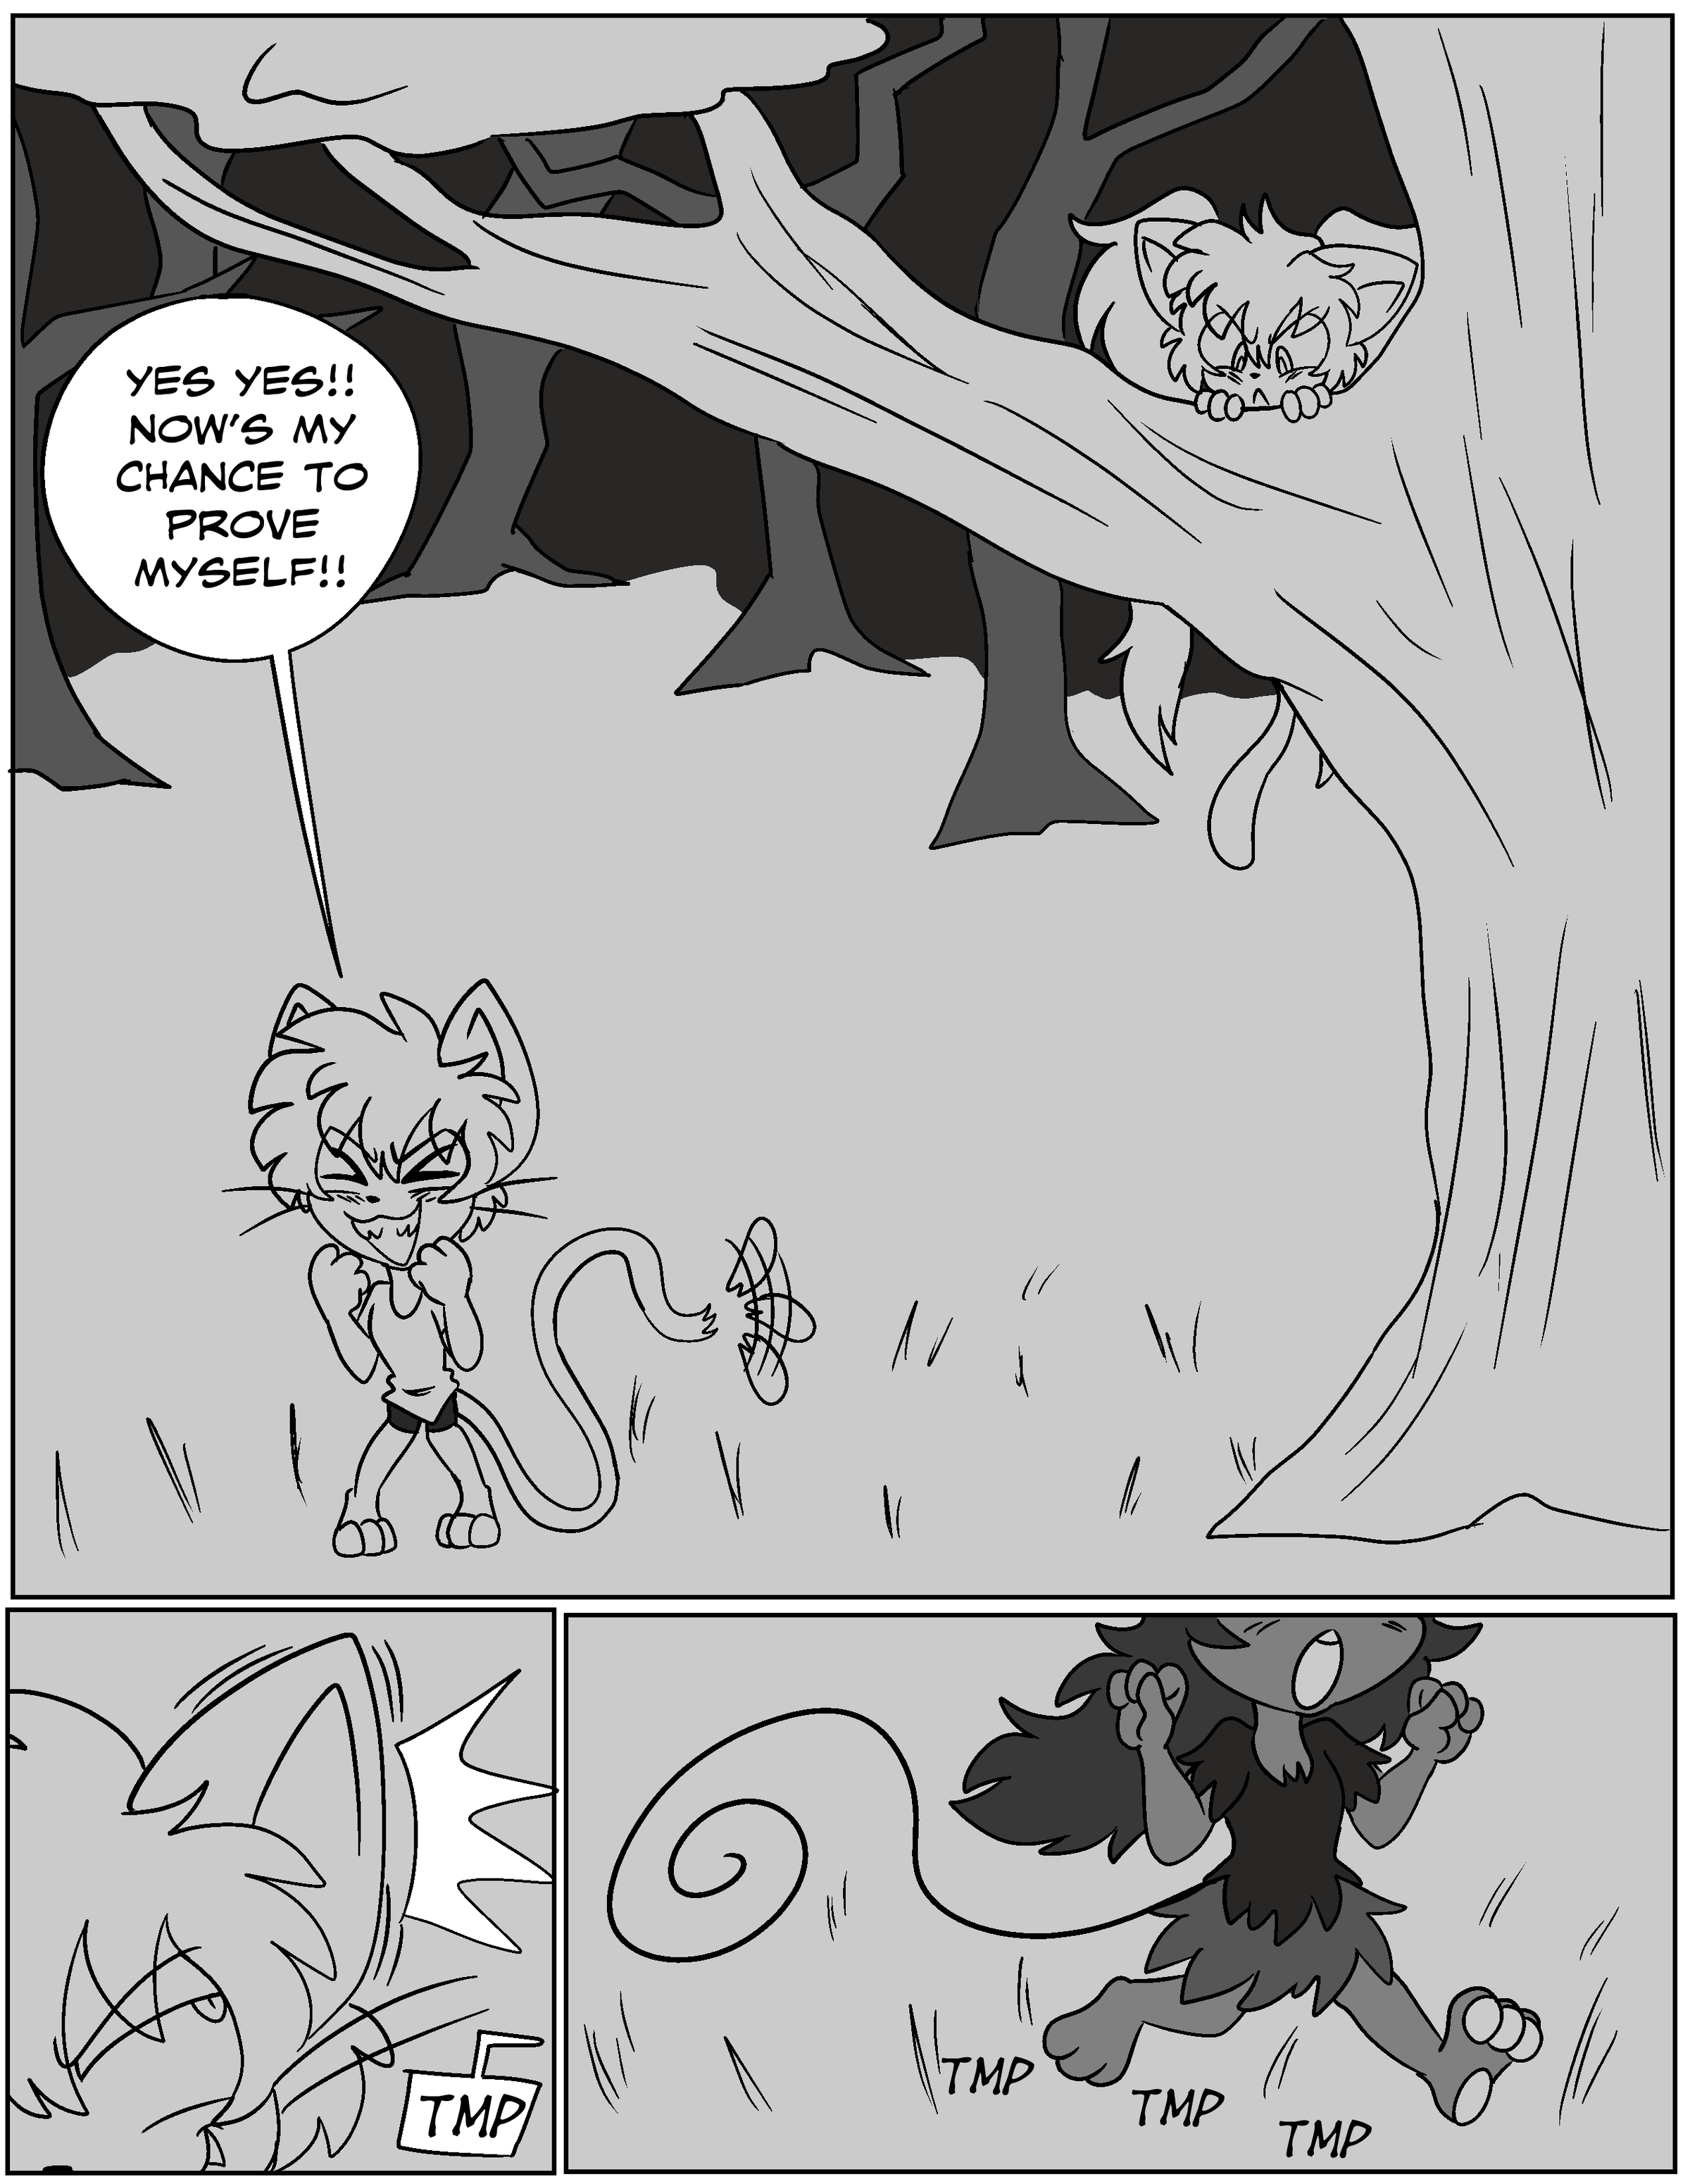 YES YES!!
NOW'S MY
CHANCE TO
PROVE
MYSELF!!
TMP
TMP
TMP
TMP